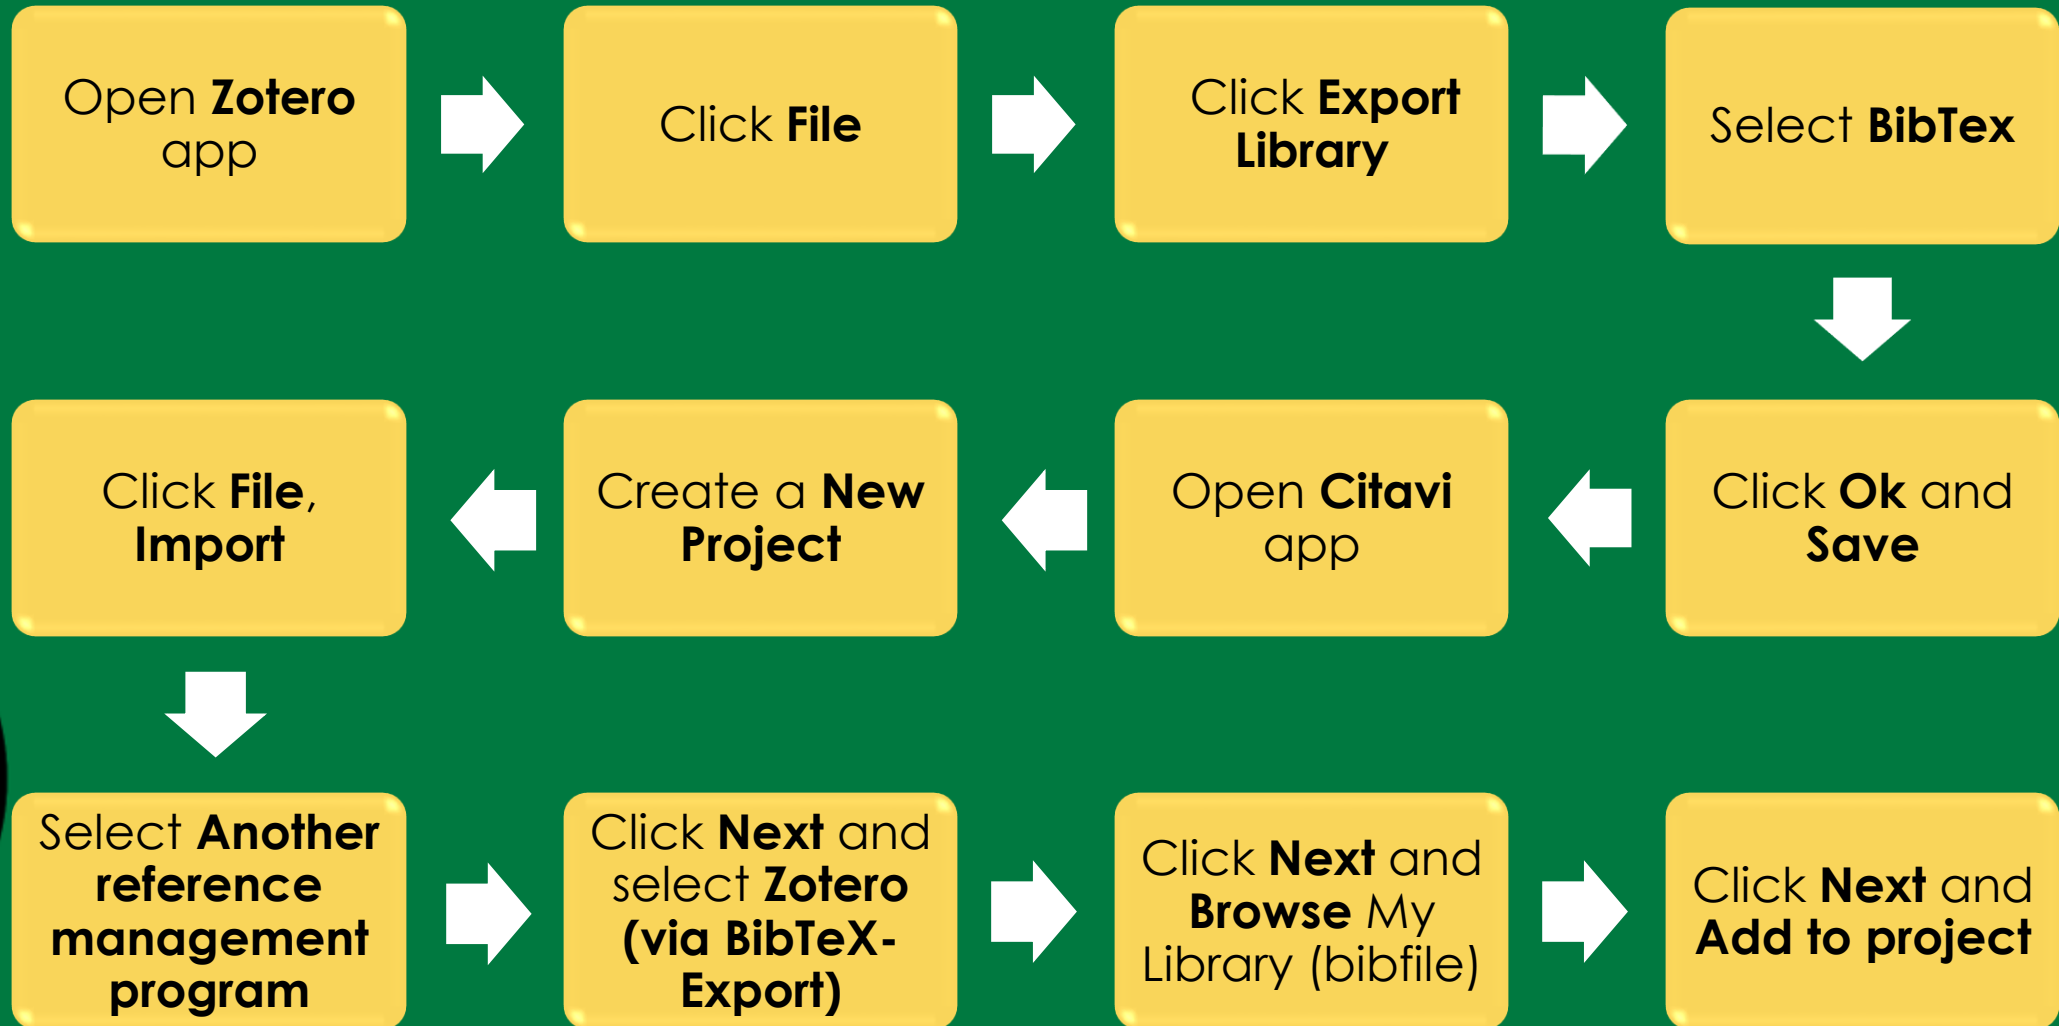 Open Zotero
app
Click File
Click Export
Library
Select BibTex
Click Ok and
Save
Open Citavi
app
Create a New
Project
Click File,
Import
Select Another
reference
management
program
Click Next and
select Zotero
(via BibTeX-
Export)
Click Next and
Browse My
Library (bibfile)
Click Next and
Add to project